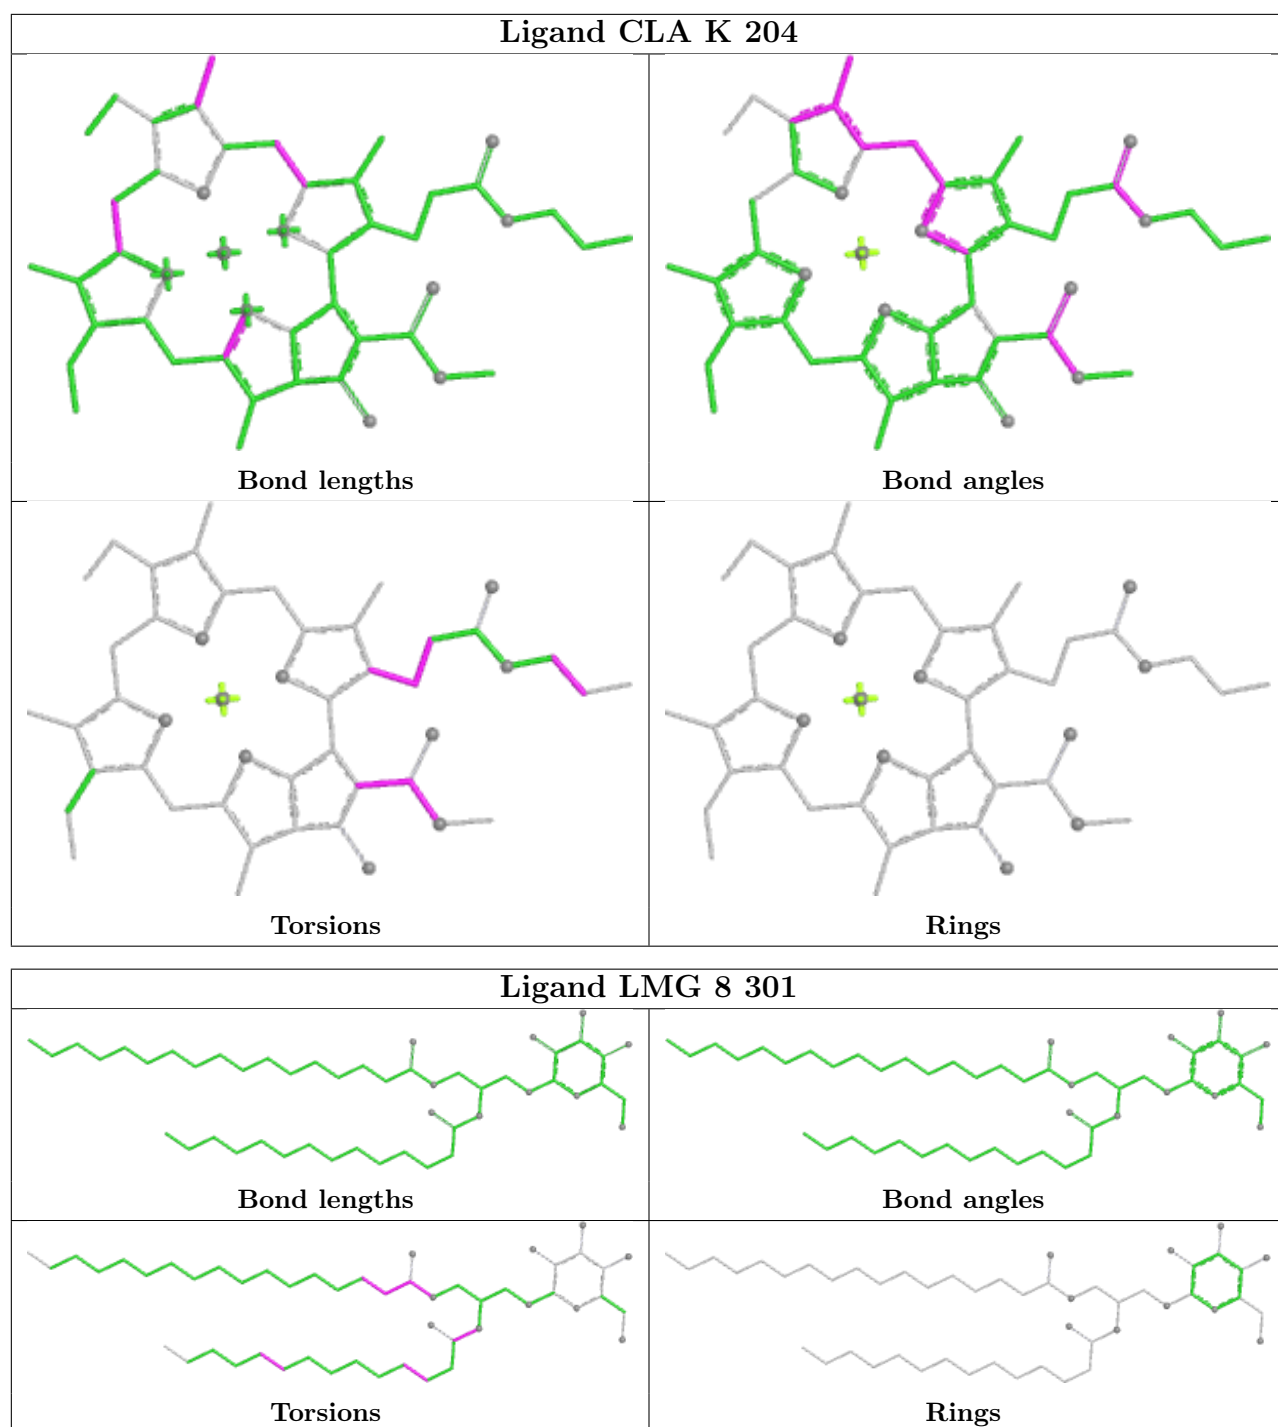 Ligand CLA K 204
Bond lengths
Bond angles
Torsions
Rings
Ligand LMG 8 301
Bond lengths
Bond angles
Torsions
Rings